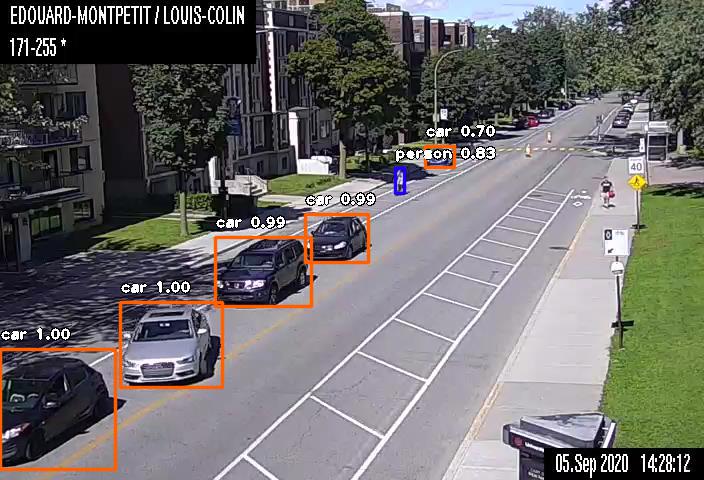 EDOUARD-MONTPETIT / LOUIS-COLIN
171-255 *
car 0.70
person 0.83
car 0.99
car 0.99
car 1.00
car 1.00
40
05.Sep 2020 14:28:12